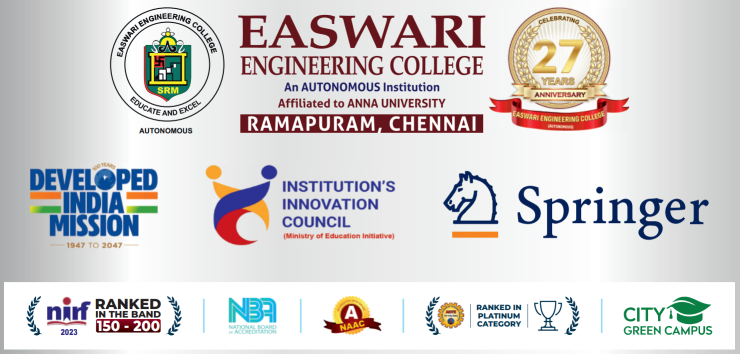 EASWARI ENGINEERING COLLEGE
SRM
EDUCATE AND EXCEL
AUTONOMOUS
EASWARI
ENGINEERING COLLEGE
An AUTONOMOUS Institution
Affiliated to ANNA UNIVERSITY
RAMAPURAM, CHENNAI
CELEBRATING
27
YEARS
ANNIVERSARY
EASWARI ENGINEERING COLLEGE
(AUTONOMOUS)
100 YEARS
DEVELOPED
INDIA
MISSION
1947 TO 2047
INSTITUTION'S
INNOVATION
COUNCIL
(Ministry of Education Initiative)
Springer
nirf
2023
RANKED
IN THE BAND
150 - 200
NBA
NATIONAL BOARD
of ACCREDITATION
A
NAAC
RANKED IN
PLATINUM
CATEGORY
CITY
GREEN CAMPUS